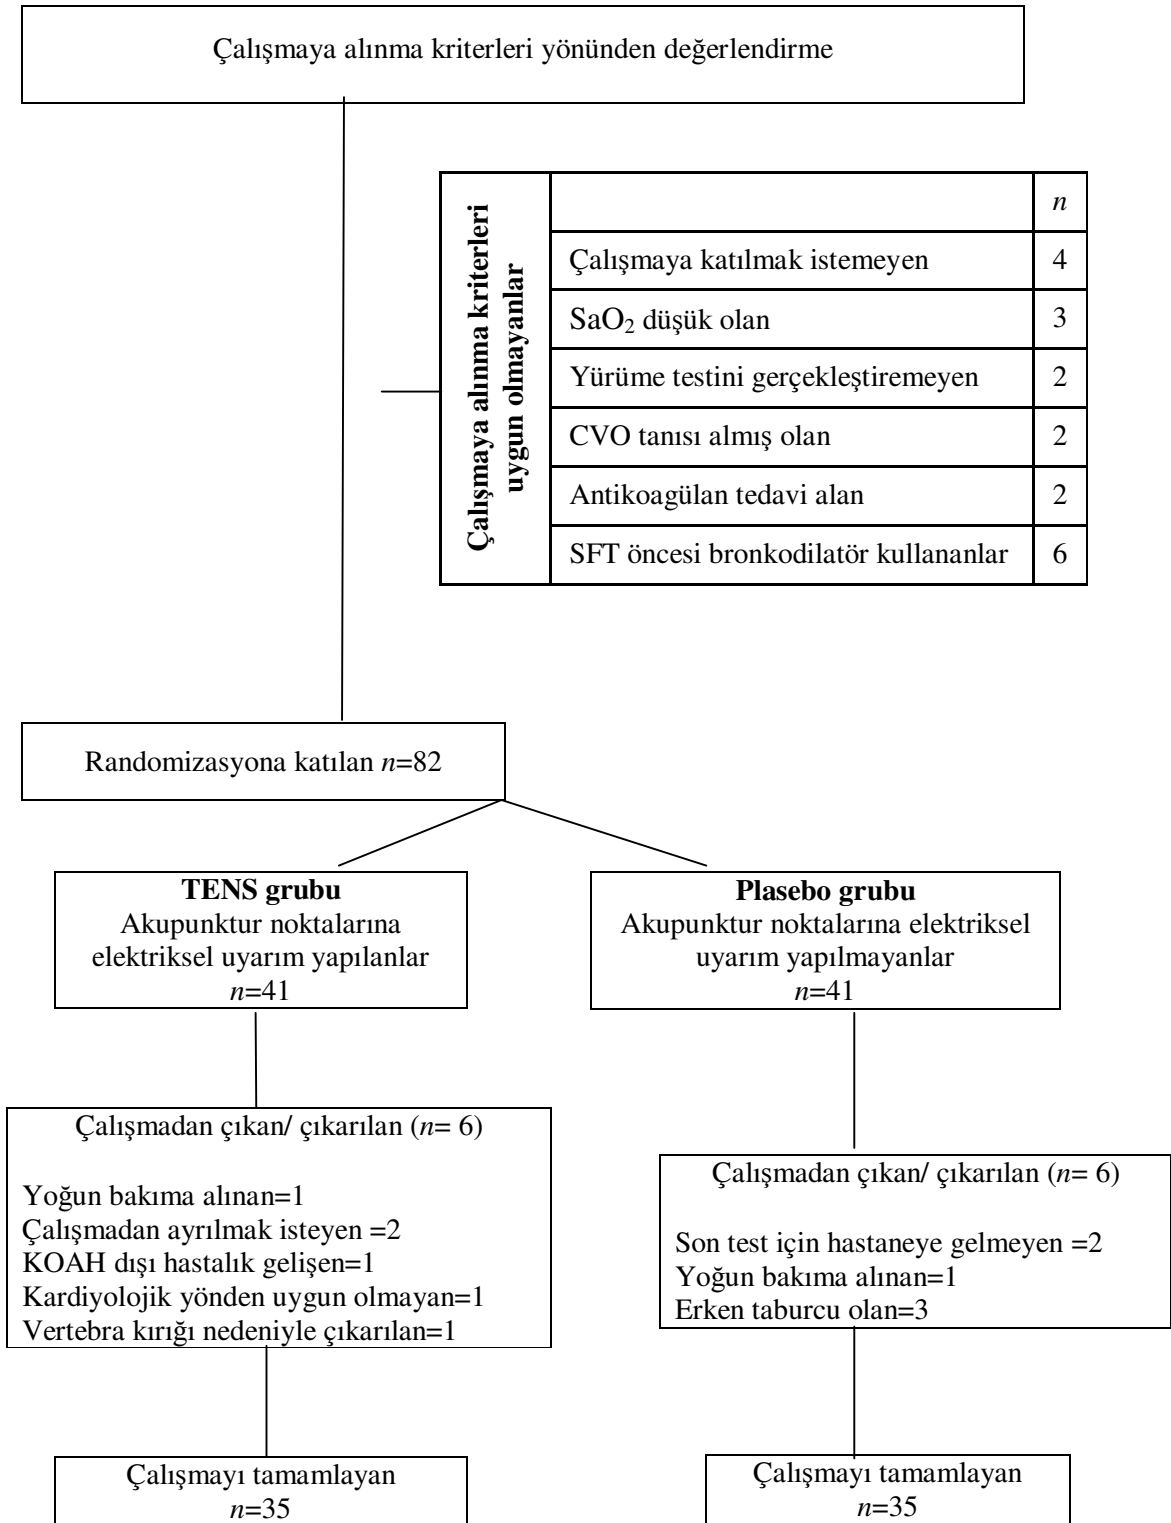 Çalışmaya alınma kriterleri yönünden değerlendirme
Çalışmaya alınma kriterleri
uygun olmayanlar
n
Çalışmaya katılmak istemeyen 4
SaO₂ düşük olan 3
Yürüme testini gerçekleştiremeyen 2
CVO tanısı almış olan 2
Antikoagülan tedavi alan 2
SFT öncesi bronkodilatör kullananlar 6
Randomizasyona katılan n=82
TENS grubu
Akupunktur noktalarına
elektriksel uyarım yapılanlar
n=41
Plasebo grubu
Akupunktur noktalarına elektriksel
uyarım yapılmayanlar
n=41
Çalışmadan çıkan/ çıkarılan (n= 6)
Yoğun bakıma alınan=1
Çalışmadan ayrılmak isteyen =2
KOAH dışı hastalık gelişen=1
Kardiyolojik yönden uygun olmayan=1
Vertebra kırığı nedeniyle çıkarılan=1
Çalışmadan çıkan/ çıkarılan (n= 6)
Son test için hastaneye gelmeyen =2
Yoğun bakıma alınan=1
Erken taburcu olan=3
Çalışmayı tamamlayan
n=35
Çalışmayı tamamlayan
n=35